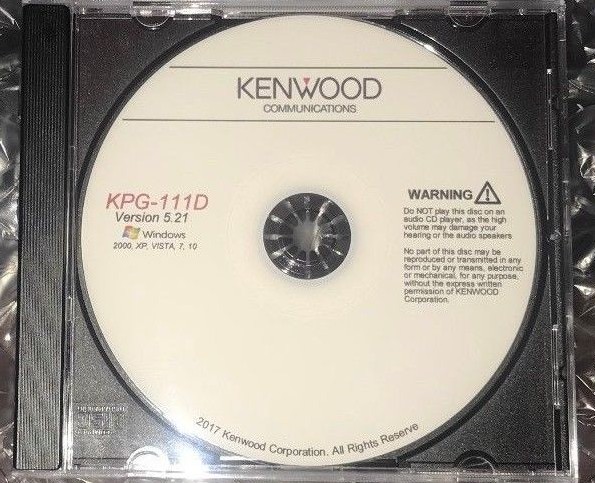 KENWOOD
COMMUNICATIONS
KPG-111D
Version 5.21
Windows
2000, XP, VISTA, 7, 10
WARNING
Do NOT play this disc on an
audio CD player, as the high
volume may damage your
hearing or the audio speakers
No part of this disc may be
reproduced or transmitted in any
form or by any means, electronic
or mechanical, for any purpose,
without the express written
permission of KENWOOD
Corporation.
2017 Kenwood Corporation. All Rights Reserve